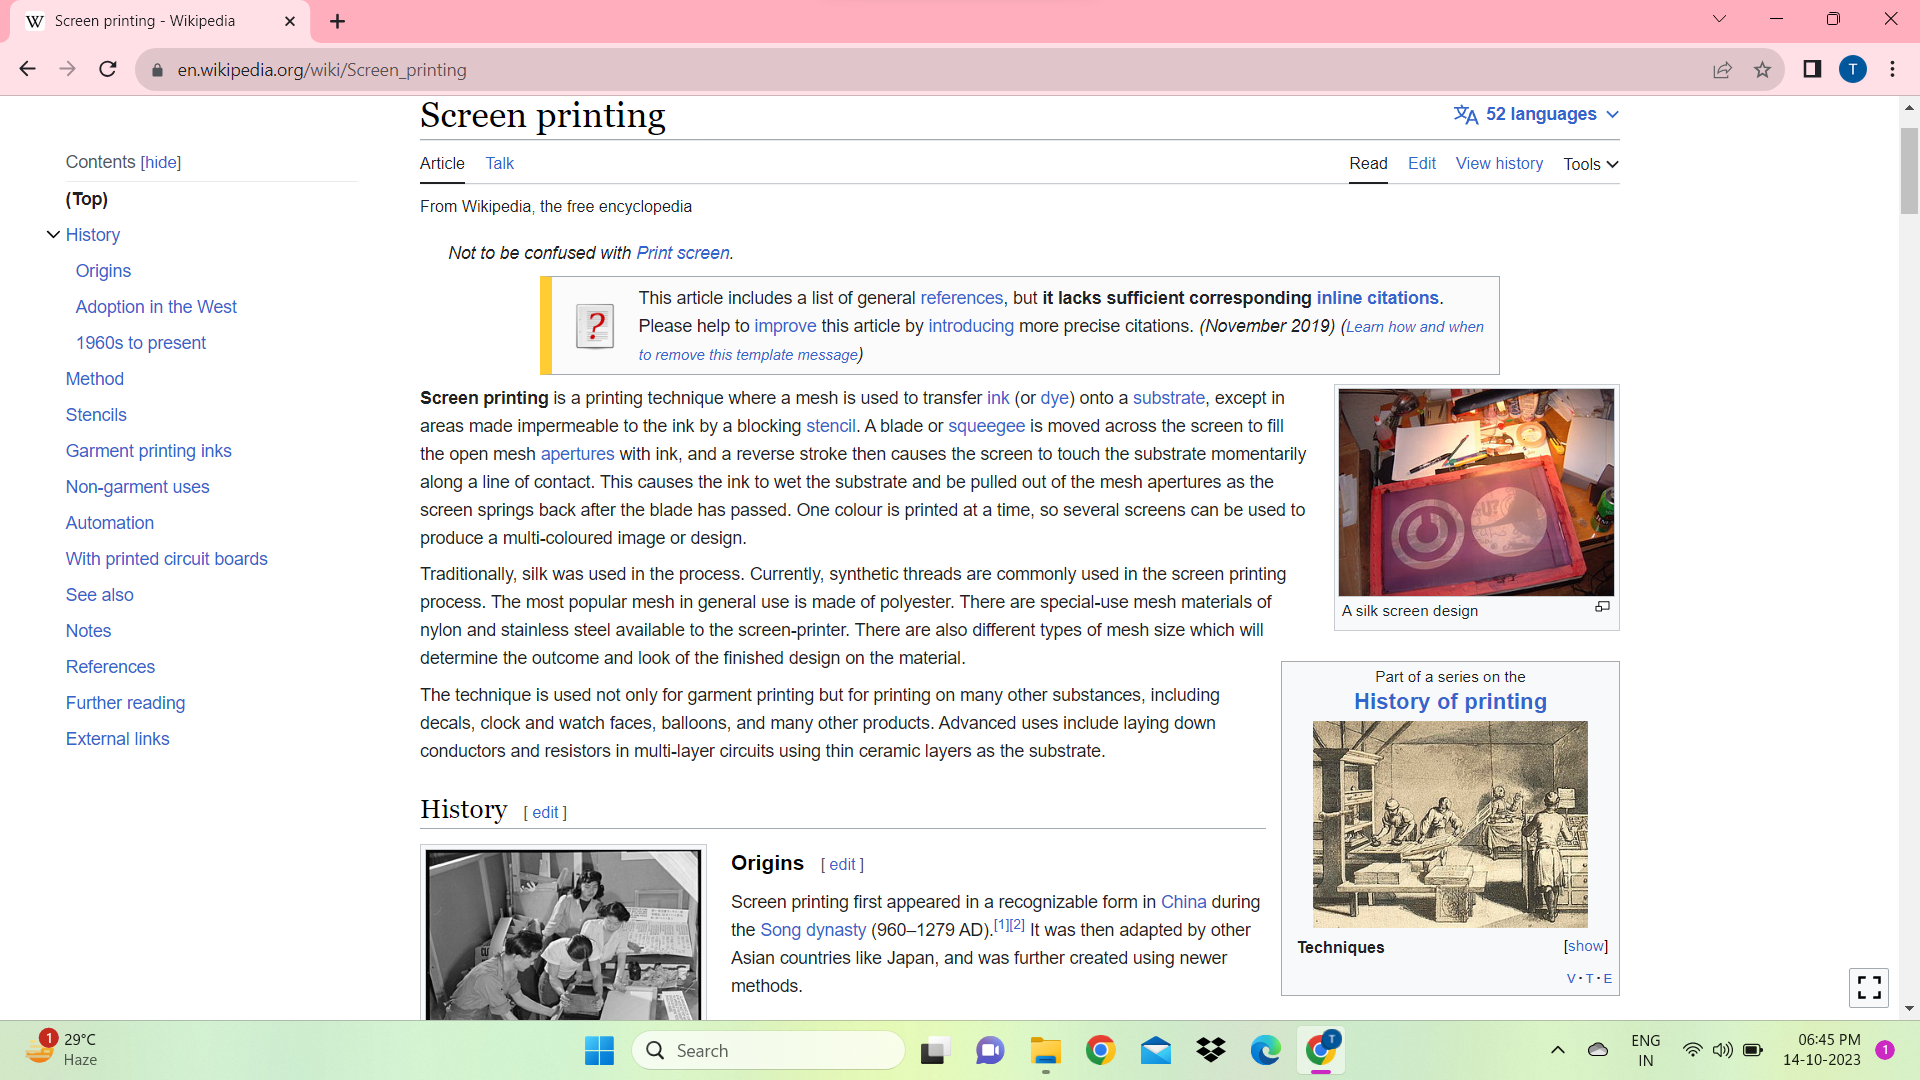 Screen printing - Wikipedia
en.wikipedia.org/wiki/Screen_printing
T
Screen printing
52 languages
Contents [hide]
(Top)
History
Origins
Adoption in the West
1960s to present
Method
Stencils
Garment printing inks
Non-garment uses
Automation
With printed circuit boards
See also
Notes
References
Further reading
External links
Article Talk
Read Edit View history Tools
From Wikipedia, the free encyclopedia
Not to be confused with Print screen.
This article includes a list of general references, but it lacks sufficient corresponding inline citations.
Please help to improve this article by introducing more precise citations. (November 2019) (Learn how and when
to remove this template message)
Screen printing is a printing technique where a mesh is used to transfer ink (or dye) onto a substrate, except in
areas made impermeable to the ink by a blocking stencil. A blade or squeegee is moved across the screen to fill
the open mesh apertures with ink, and a reverse stroke then causes the screen to touch the substrate momentarily
along a line of contact. This causes the ink to wet the substrate and be pulled out of the mesh apertures as the
screen springs back after the blade has passed. One colour is printed at a time, so several screens can be used to
produce a multi-coloured image or design.
Traditionally, silk was used in the process. Currently, synthetic threads are commonly used in the screen printing
process. The most popular mesh in general use is made of polyester. There are special-use mesh materials of
nylon and stainless steel available to the screen-printer. There are also different types of mesh size which will
determine the outcome and look of the finished design on the material.
The technique is used not only for garment printing but for printing on many other substances, including
decals, clock and watch faces, balloons, and many other products. Advanced uses include laying down
conductors and resistors in multi-layer circuits using thin ceramic layers as the substrate.
A silk screen design
Part of a series on the
History of printing
Techniques [show]
V · T · E
History [ edit ]
Origins [ edit ]
Screen printing first appeared in a recognizable form in China during
the Song dynasty (960–1279 AD).[1][2] It was then adapted by other
Asian countries like Japan, and was further created using newer
methods.
1
29°C
Haze
Search
T
ENG
IN
06:45 PM
14-10-2023
1